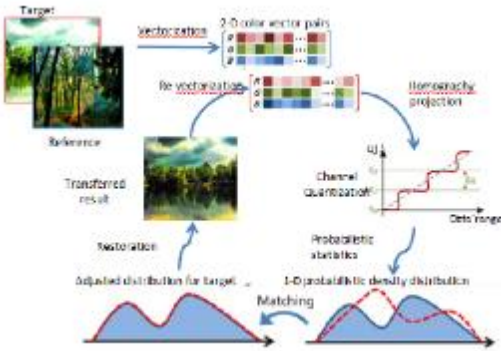 Target
Vectorization
2-D color vector pairs
R
G
B
Re vectorization
R
G
B
Homography
projection
Reference
Transferred
result
Channel
Quantization
Data range
Restoration
Probabilistic
statistics
Adjusted distribution for target
1-D probabilistic density distribution
Matching